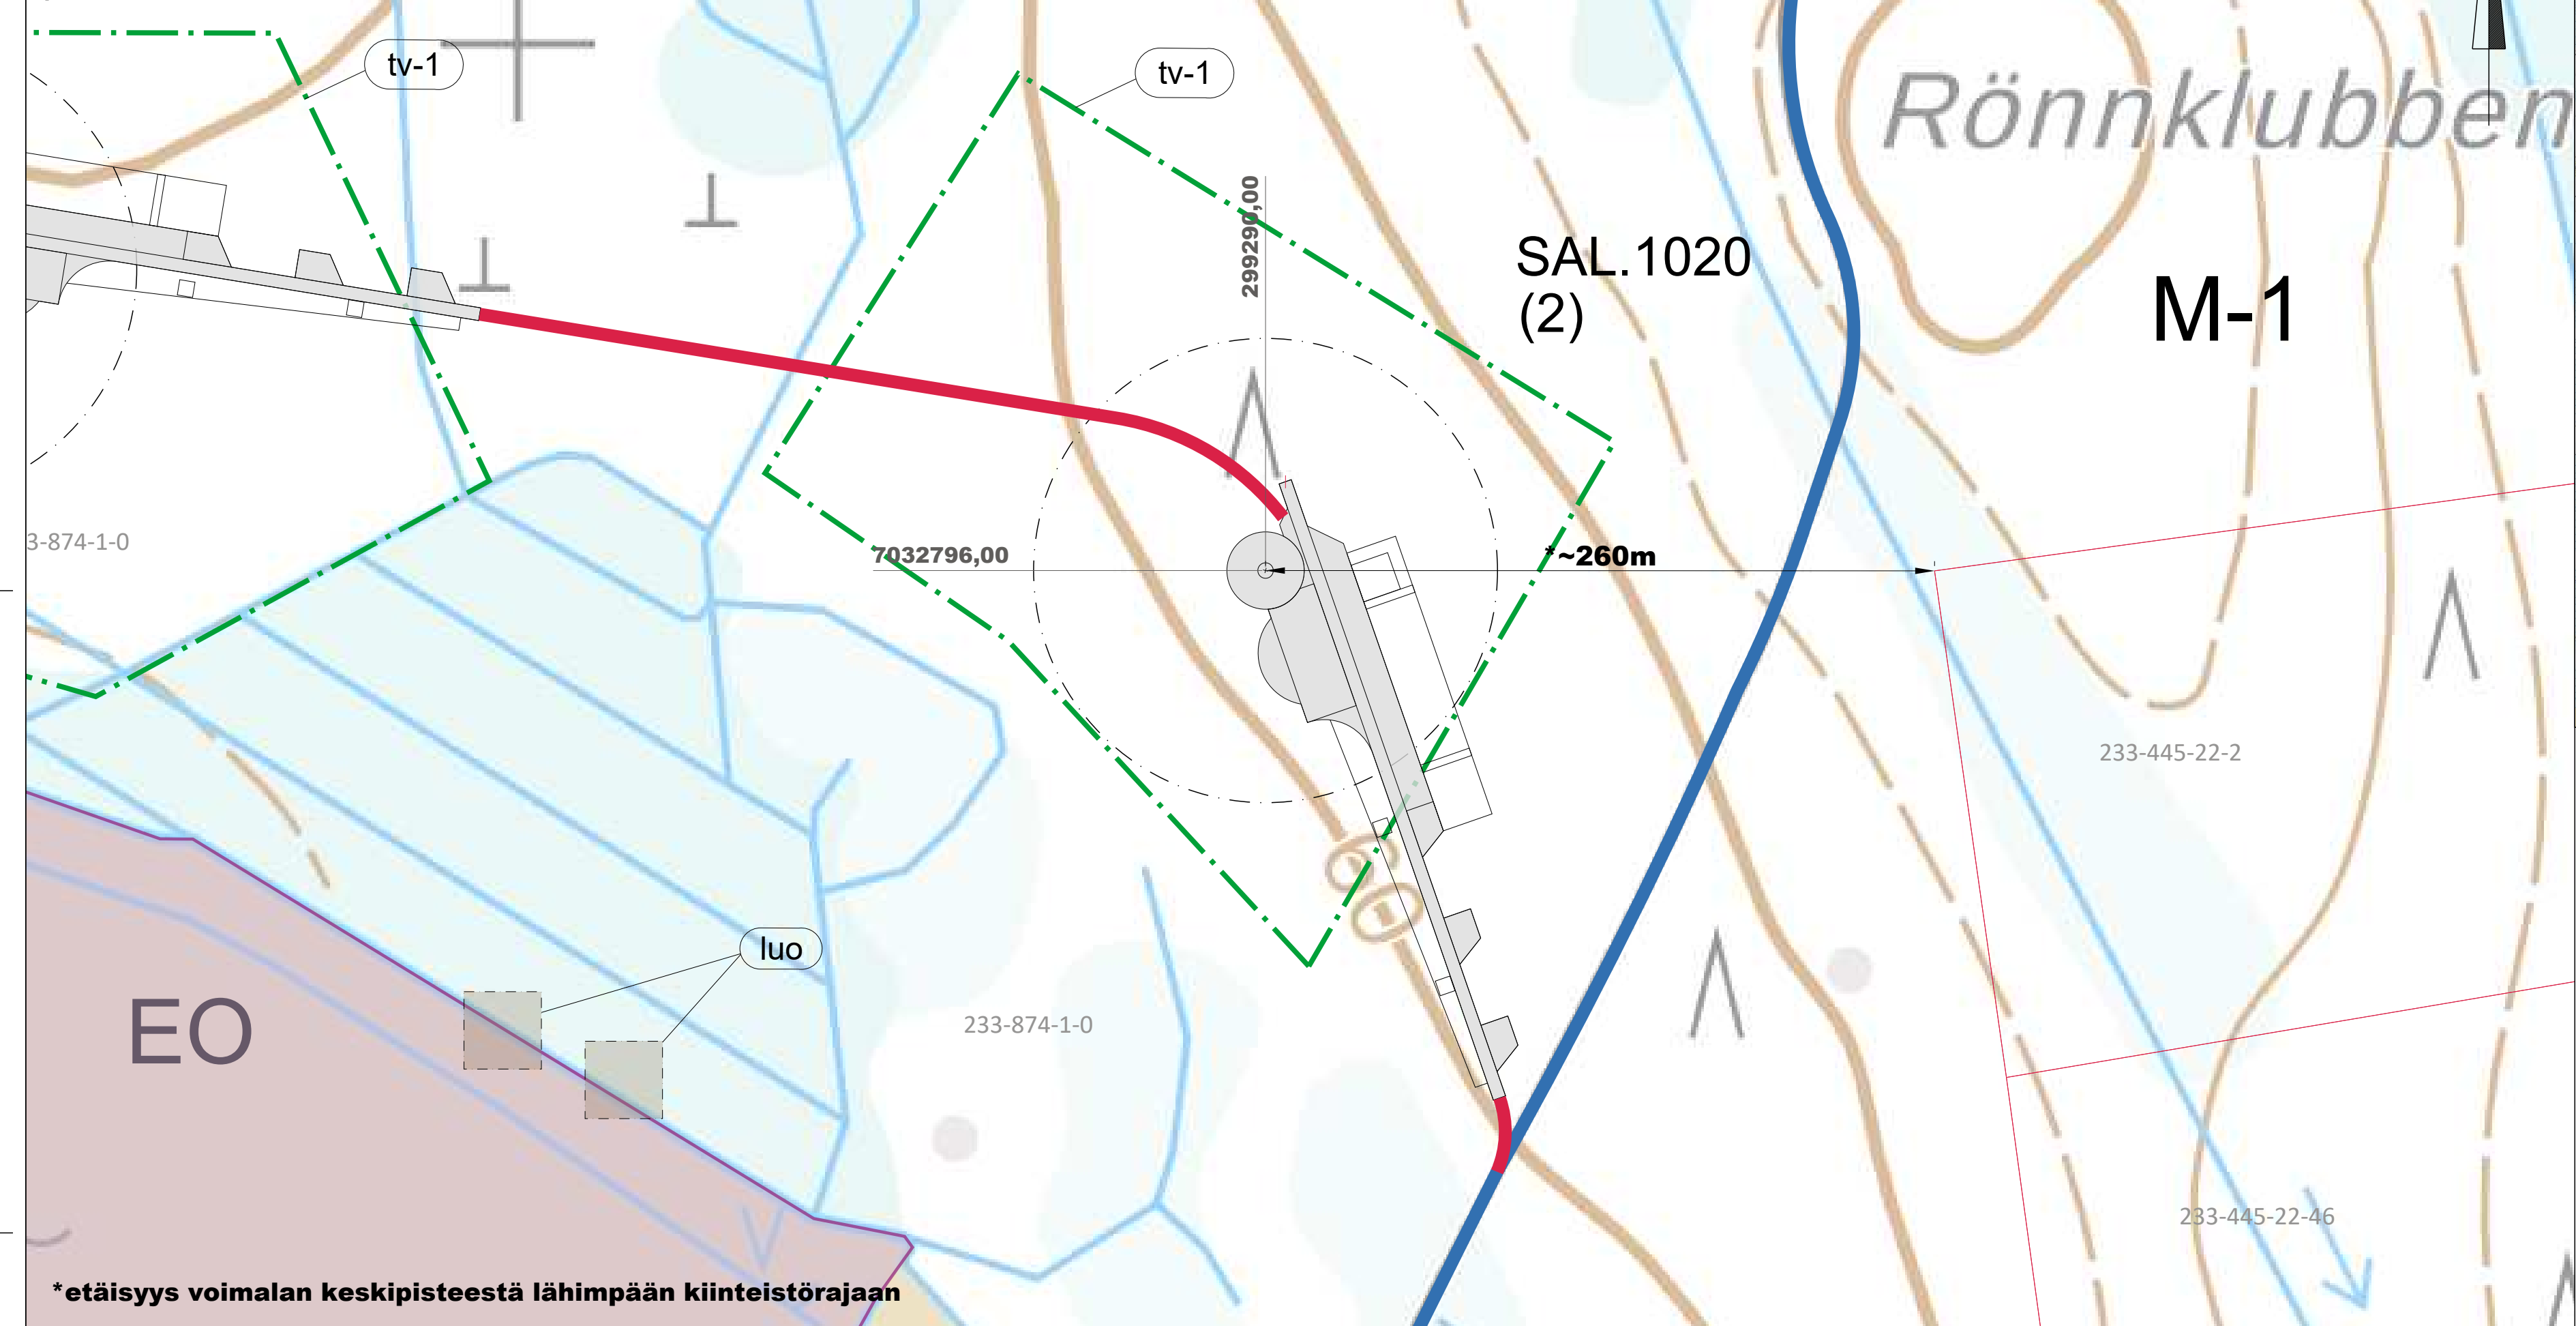 tv-1
tv-1
Rönnklubben
299290,00
SAL.1020
(2)
M-1
3-874-1-0
7032796,00
*~260m
233-445-22-2
60
luo
EO
233-874-1-0
233-445-22-46
*etäisyys voimalan keskipisteestä lähimpään kiinteistörajaan